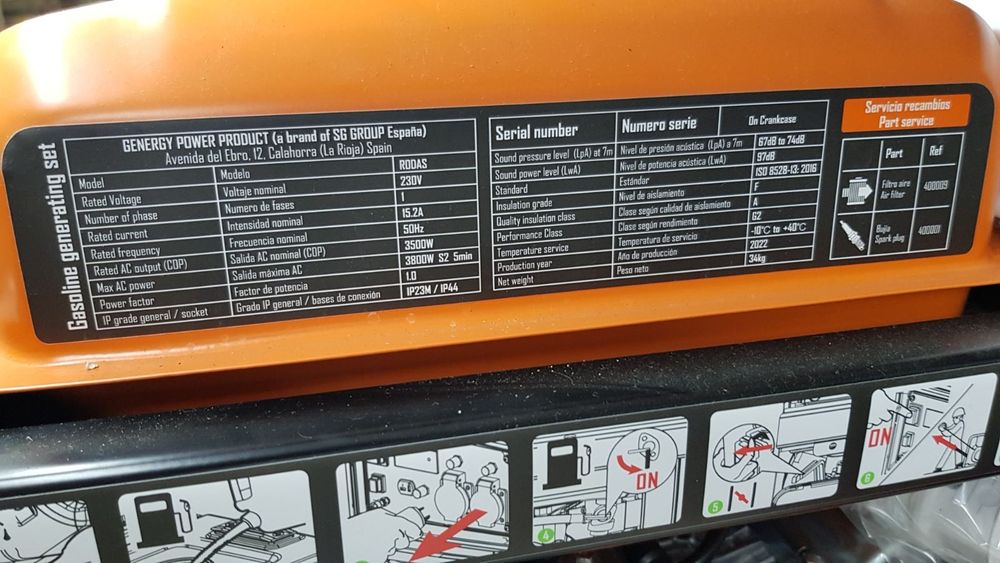 Gasoline generating set
GENERGY POWER PRODUCT (a brand of SG GROUP España)
Avenida del Ebro, 12, Calahorra (La Rioja) Spain
Model Modelo RODAS
Rated Voltage Voltaje nominal 230V
Number of phase Numero de fases 1
Rated current Intensidad nominal 15.2A
Rated frequency Frecuencia nominal 50Hz
Rated AC output (COP) Salida AC nominal (COP) 3500W
Max AC power Salida máxima AC 3800W S2 5min
Power factor Factor de potencia 1.0
IP grade general / socket Grado IP general / bases de conexión IP23M / IP44
Serial number Numero serie On Crankcase
Sound pressure level (LpA) at 7m Nivel de presión acústica (LpA) a 7m 67dB to 74dB
Sound power level (LwA) Nivel de potencia acústica (LwA) 97dB
Standard Estándar ISO 8528-13: 2016
Insulation grade Nivel de aislamiento F
Quality insulation class Clase según calidad de aislamiento A
Performance Class Clase según rendimiento G2
Temperature service Temperatura de servicio -10°C to +40°C
Production year Año de producción 2022
Net weight Peso neto 34kg
Servicio recambios
Part service
Part Ref
Filtro aire
Air filter
400009
Bujía
Spark plug
400001
ON
4
5
ON
6